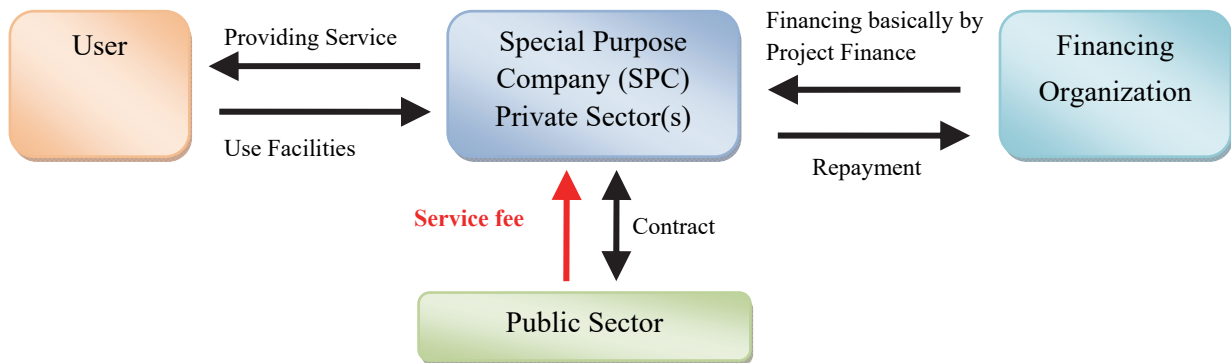 User
Providing Service
Use Facilities
Special Purpose
Company (SPC)
Private Sector(s)
Financing basically by
Project Finance
Repayment
Financing
Organization
Service fee
Contract
Public Sector